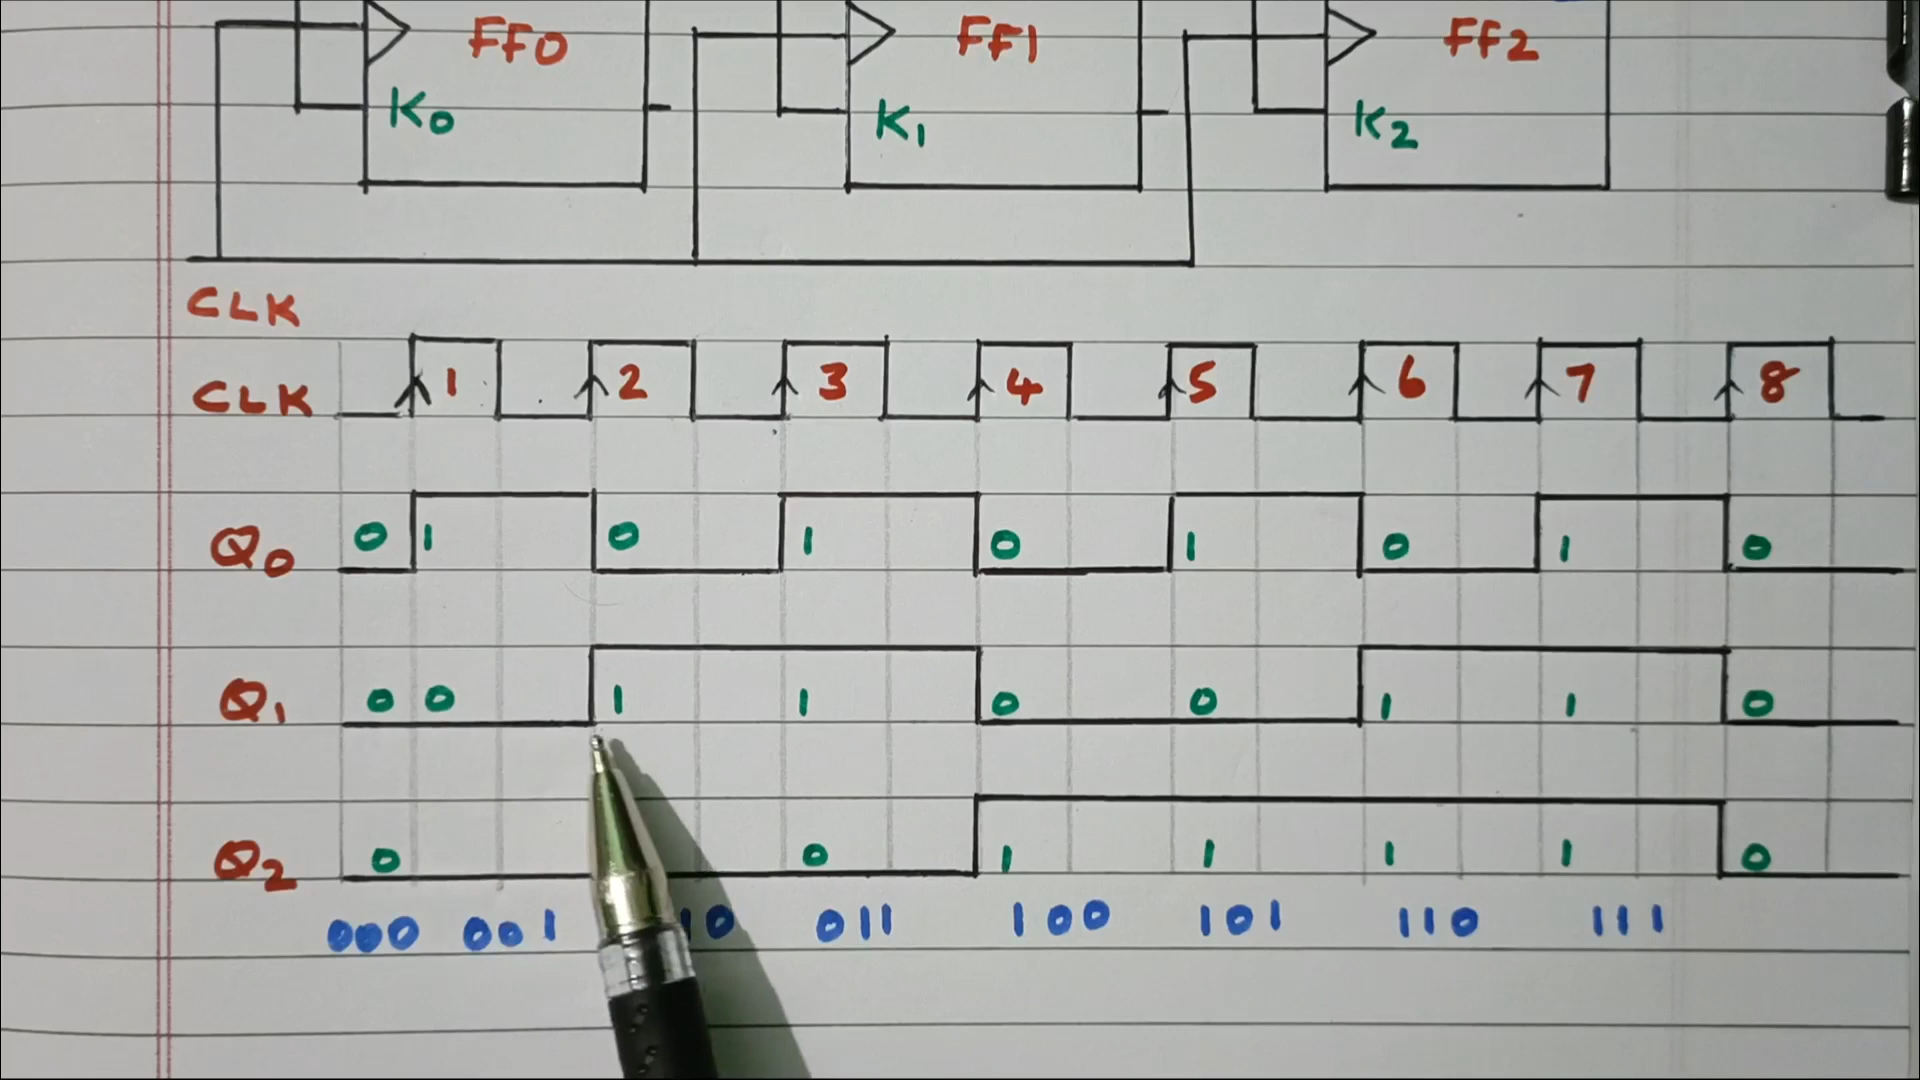 FF0 FF1 FF2
K0 K1 K2
CLK
CLK 1 2 3 4 5 6 7 8
Q0 0 1 0 1 0 1 0 1 0
Q1 0 0 1 1 0 0 1 1 0
Q2 0 0 1 1 1 1 0
000 001 10 011 100 101 110 111